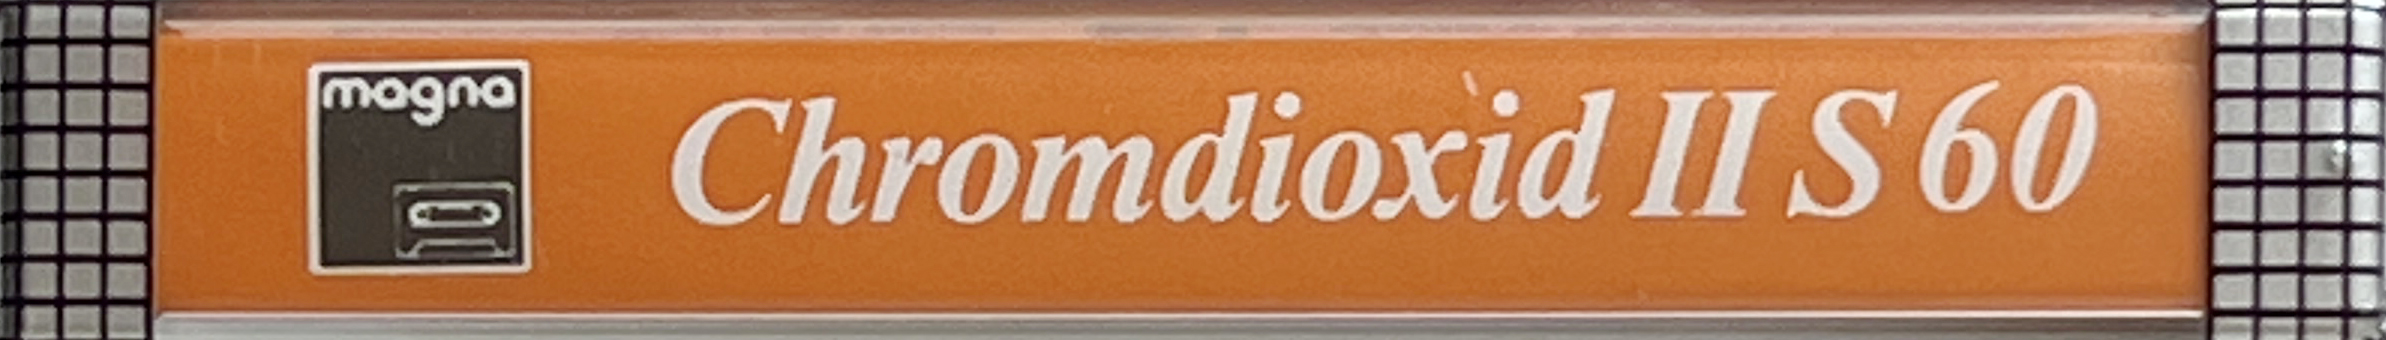 magna
Chromdioxid II S 60